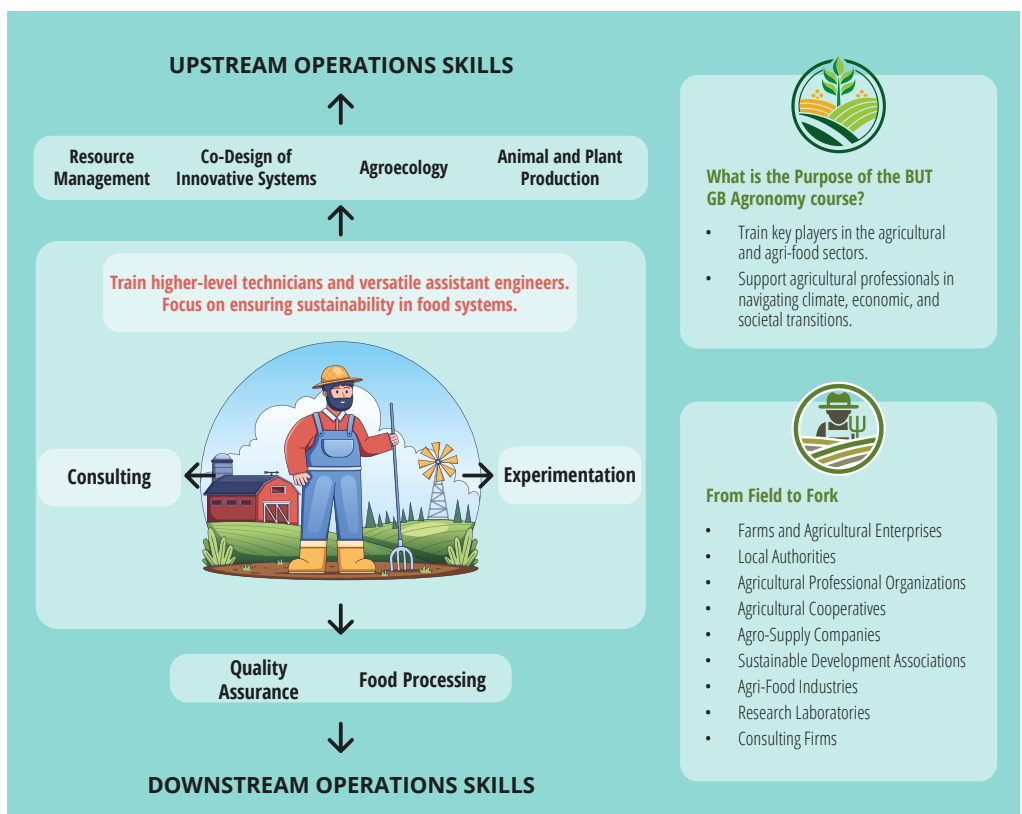 UPSTREAM OPERATIONS SKILLS
Resource
Management
Co-Design of
Innovative Systems
Agroecology
Animal and Plant
Production
Train higher-level technicians and versatile assistant engineers.
Focus on ensuring sustainability in food systems.
Consulting
Experimentation
Quality
Assurance
Food Processing
DOWNSTREAM OPERATIONS SKILLS
What is the Purpose of the BUT
GB Agronomy course?
• Train key players in the agricultural
and agri-food sectors.
• Support agricultural professionals in
navigating climate, economic, and
societal transitions.
From Field to Fork
• Farms and Agricultural Enterprises
• Local Authorities
• Agricultural Professional Organizations
• Agricultural Cooperatives
• Agro-Supply Companies
• Sustainable Development Associations
• Agri-Food Industries
• Research Laboratories
• Consulting Firms